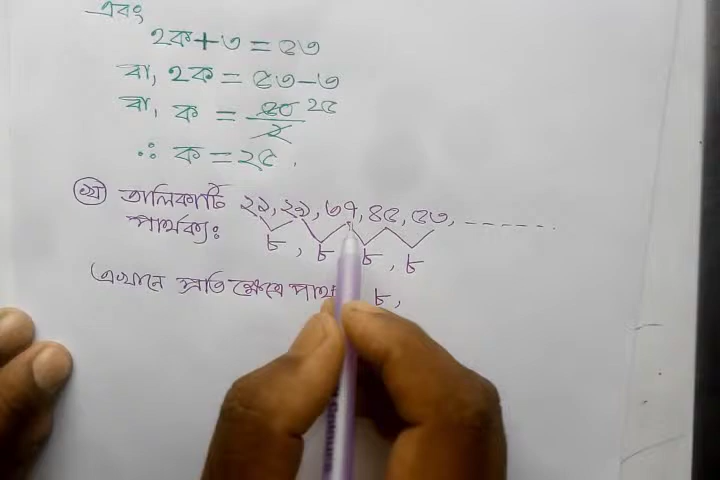 এবং
২ক+৩ = ৫৩
বা, ২ক = ৫৩-৩
বা, ক = ৫০ ২৫
২
∴ ক = ২৫.
খ তালিকাটি ২১, ২৯, ৩৭, ৪৫, ৫৩, ------.
পার্থক্যঃ ৮, ৮ ৮, ৮
এখানে প্রতি ক্ষেত্রে ৮,